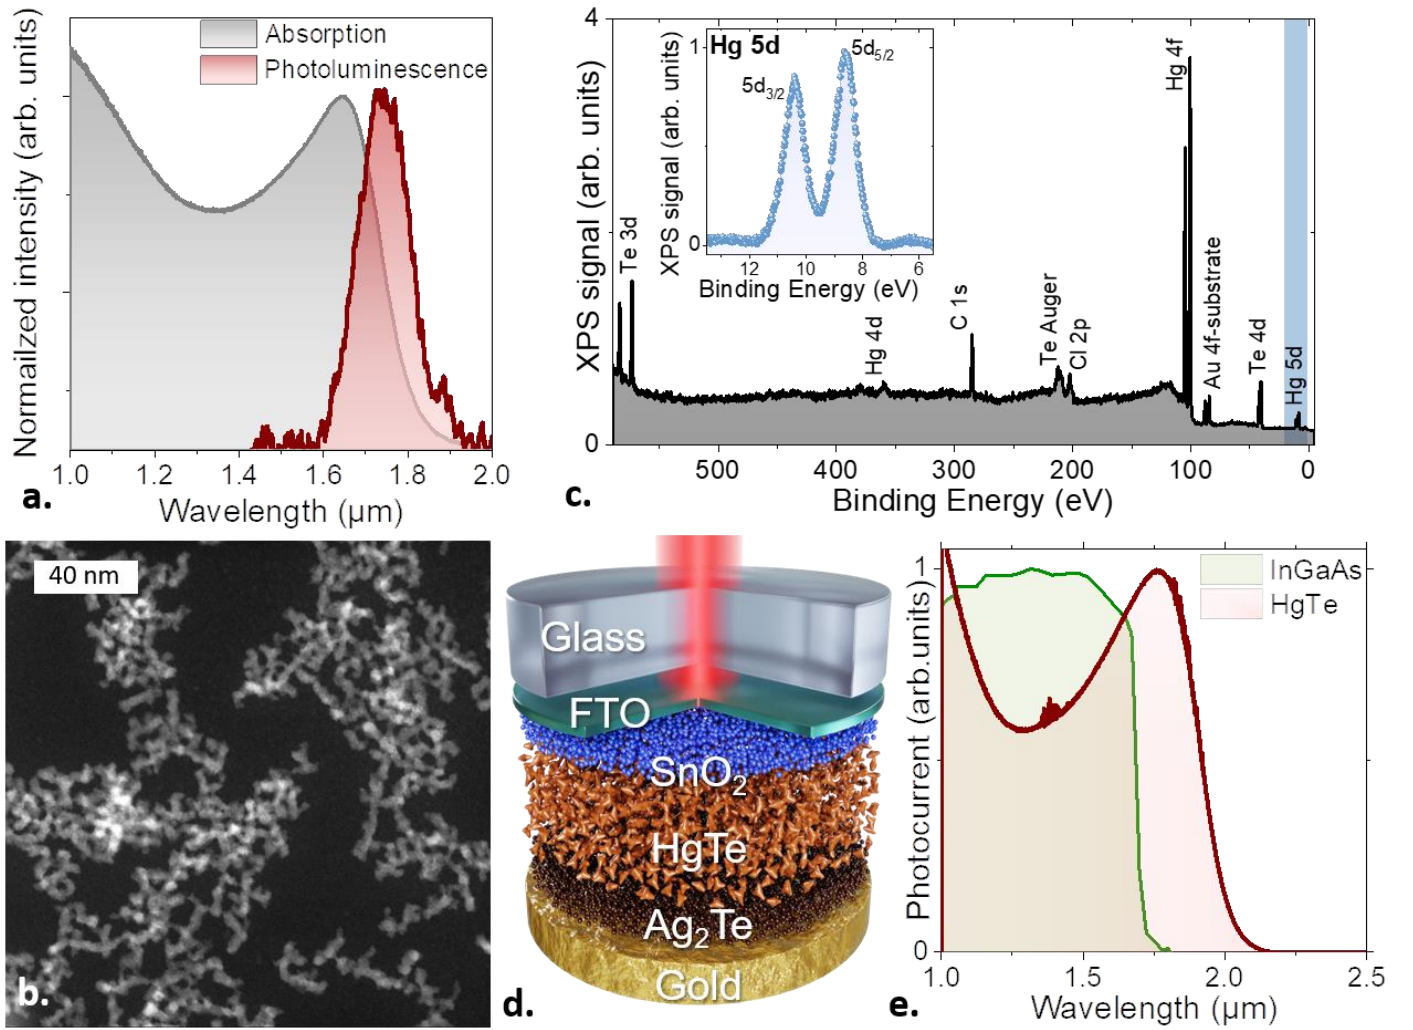 Normailzed intensity (arb. units)
Absorption
Photoluminescence
1.0 1.2 1.4 1.6 1.8 2.0
Wavelength (µm)
a.
XPS signal (arb. units)
4
0
Te 3d
Hg 4d
C 1s
Te Auger
Cl 2p
Hg 4f
Au 4f-substrate
Te 4d
Hg 5d
500 400 300 200 100 0
Binding Energy (eV)
c.
Hg 5d
5d3/2
5d5/2
XPS signal (arb. units)
1
0
12 10 8 6
Binding Energy (eV)
40 nm
b.
Glass
FTO
SnO2
HgTe
Ag2Te
Gold
d.
Photocurrent (arb.units)
1
0
InGaAs
HgTe
1.0 1.5 2.0 2.5
Wavelength (µm)
e.